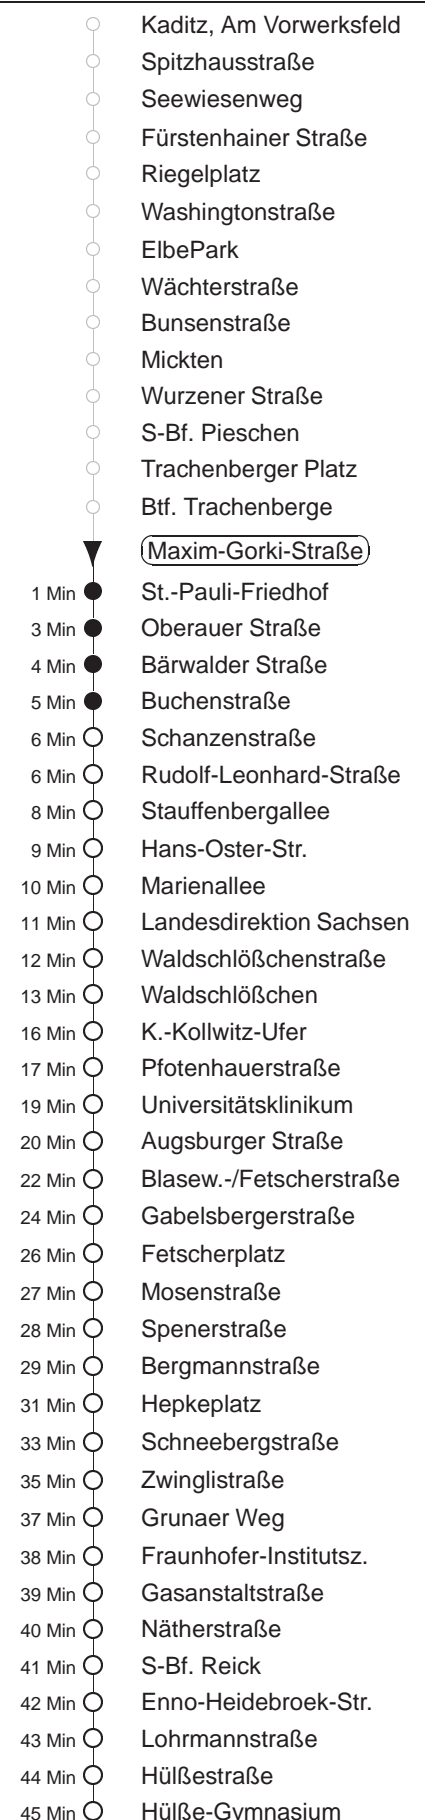 Kaditz, Am Vorwerksfeld
Spitzhausstraße
Seewiesenweg
Fürstenhainer Straße
Riegelplatz
Washingtonstraße
ElbePark
Wächterstraße
Bunsenstraße
Mickten
Wurzener Straße
S-Bf. Pieschen
Trachenberger Platz
Btf. Trachenberge
Maxim-Gorki-Straße
1 Min St.-Pauli-Friedhof
3 Min Oberauer Straße
4 Min Bärwalder Straße
5 Min Buchenstraße
6 Min Schanzenstraße
6 Min Rudolf-Leonhard-Straße
8 Min Stauffenbergallee
9 Min Hans-Oster-Str.
10 Min Marienallee
11 Min Landesdirektion Sachsen
12 Min Waldschlößchenstraße
13 Min Waldschlößchen
16 Min K.-Kollwitz-Ufer
17 Min Pfotenhauerstraße
19 Min Universitätsklinikum
20 Min Augsburger Straße
22 Min Blasew.-/Fetscherstraße
24 Min Gabelsbergerstraße
26 Min Fetscherplatz
27 Min Mosenstraße
28 Min Spenerstraße
29 Min Bergmannstraße
31 Min Hepkeplatz
33 Min Schneebergstraße
35 Min Zwinglistraße
37 Min Grunaer Weg
38 Min Fraunhofer-Institutsz.
39 Min Gasanstaltstraße
40 Min Nätherstraße
41 Min S-Bf. Reick
42 Min Enno-Heidebroek-Str.
43 Min Lohrmannstraße
44 Min Hülßestraße
45 Min Hülße-Gymnasium